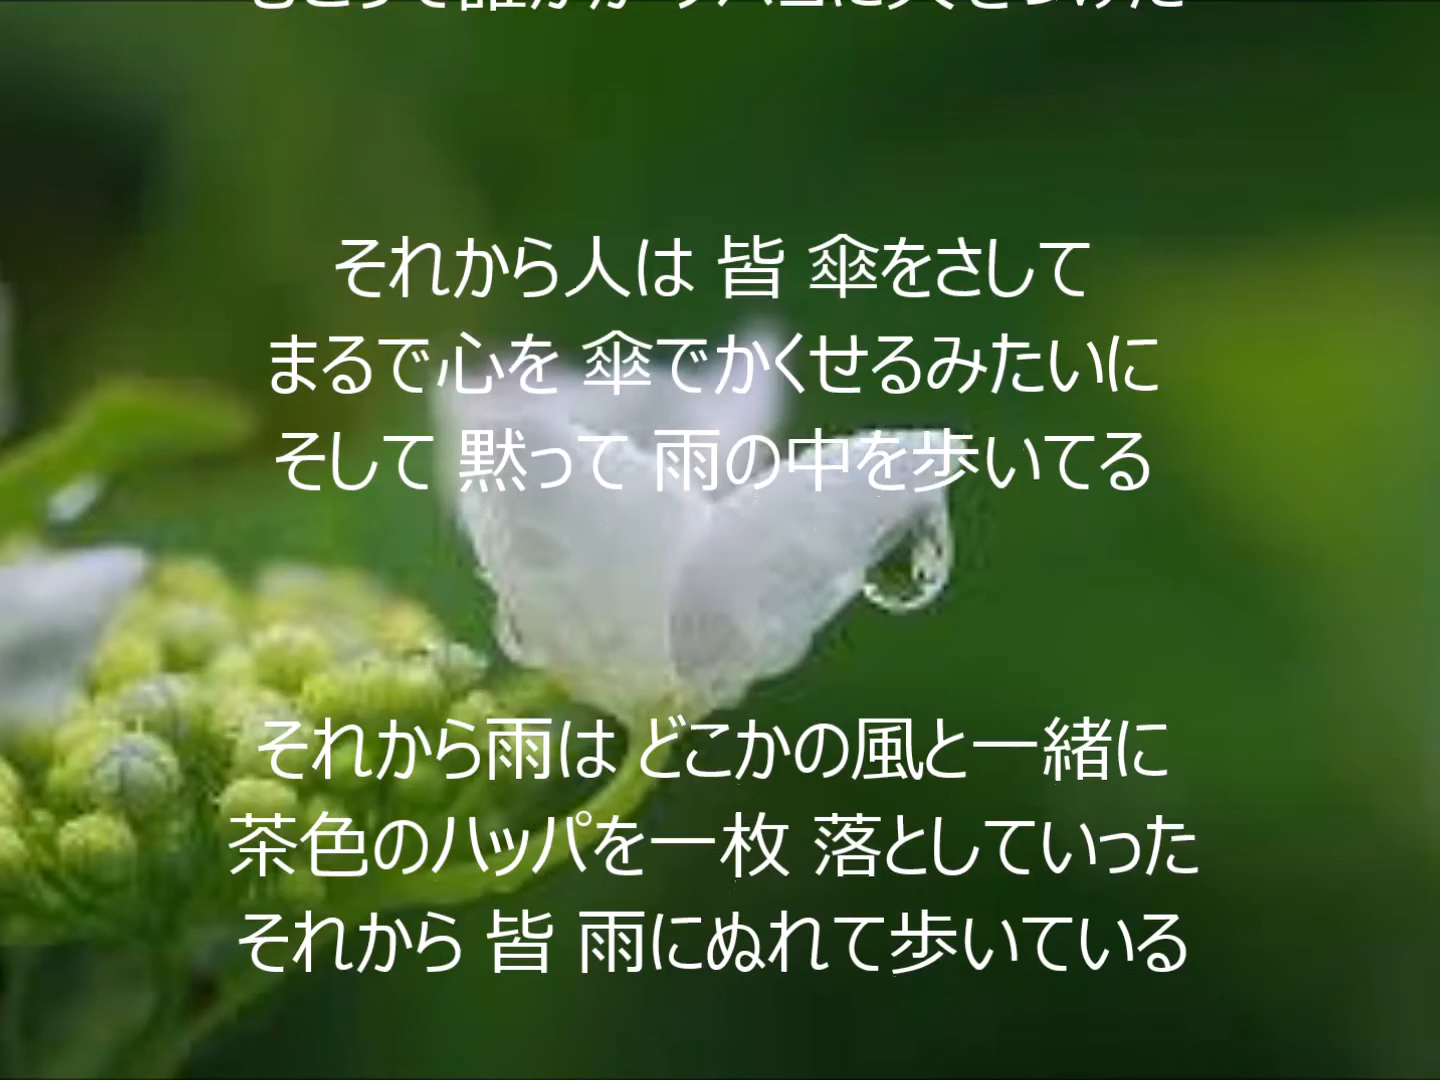 それから人は 皆 傘をさして
まるで心を 傘でかくせるみたいに
そして 黙って 雨の中を歩いてる
それから雨は どこかの風と一緒に
茶色のハッパを一枚 落としていった
それから 皆 雨にぬれて歩いている